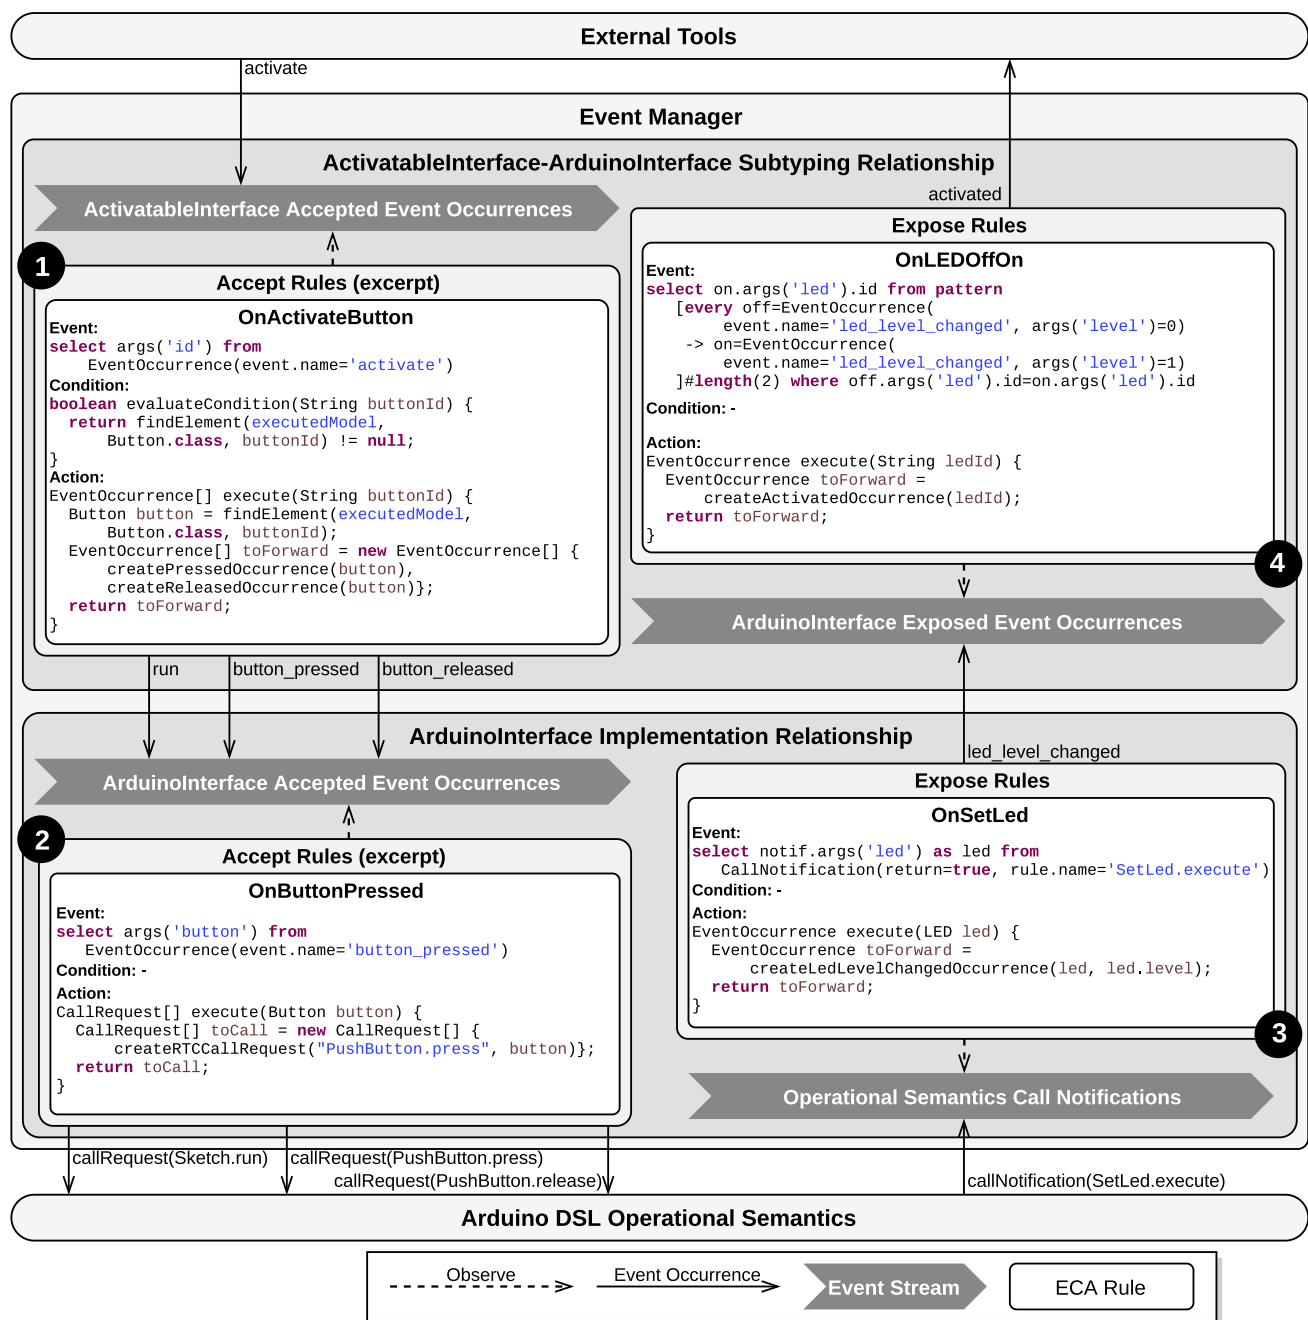 External Tools
activate
Event Manager
ActivatableInterface-ArduinoInterface Subtyping Relationship
ActivatableInterface Accepted Event Occurrences
1
Accept Rules (excerpt)
OnActivateButton
Event:
select args('id') from
    EventOccurrence(event.name='activate')
Condition:
boolean evaluateCondition(String buttonId) {
  return findElement(executedModel,
      Button.class, buttonId) != null;
}
Action:
EventOccurrence[] execute(String buttonId) {
  Button button = findElement(executedModel,
      Button.class, buttonId);
  EventOccurrence[] toForward = new EventOccurrence[] {
      createPressedOccurrence(button),
      createReleasedOccurrence(button)};
  return toForward;
}
activated
Expose Rules
OnLEDOffOn
Event:
select on.args('led').id from pattern
   [every off=EventOccurrence(
        event.name='led_level_changed', args('level')=0)
    -> on=EventOccurrence(
        event.name='led_level_changed', args('level')=1)
   ]#length(2) where off.args('led').id=on.args('led').id
Condition: -
Action:
EventOccurrence execute(String ledId) {
  EventOccurrence toForward =
      createActivatedOccurrence(ledId);
  return toForward;
}
4
ArduinoInterface Exposed Event Occurrences
run
button_pressed
button_released
ArduinoInterface Implementation Relationship
ArduinoInterface Accepted Event Occurrences
2
Accept Rules (excerpt)
OnButtonPressed
Event:
select args('button') from
   EventOccurrence(event.name='button_pressed')
Condition: -
Action:
CallRequest[] execute(Button button) {
  CallRequest[] toCall = new CallRequest[] {
      createRTCCallRequest("PushButton.press", button)};
  return toCall;
}
led_level_changed
Expose Rules
OnSetLed
Event:
select notif.args('led') as led from
   CallNotification(return=true, rule.name='SetLed.execute')
Condition: -
Action:
EventOccurrence execute(LED led) {
  EventOccurrence toForward =
      createLedLevelChangedOccurrence(led, led.level);
  return toForward;
}
3
Operational Semantics Call Notifications
callRequest(Sketch.run)
callRequest(PushButton.press)
callRequest(PushButton.release)
callNotification(SetLed.execute)
Arduino DSL Operational Semantics
Observe
Event Occurrence
Event Stream
ECA Rule